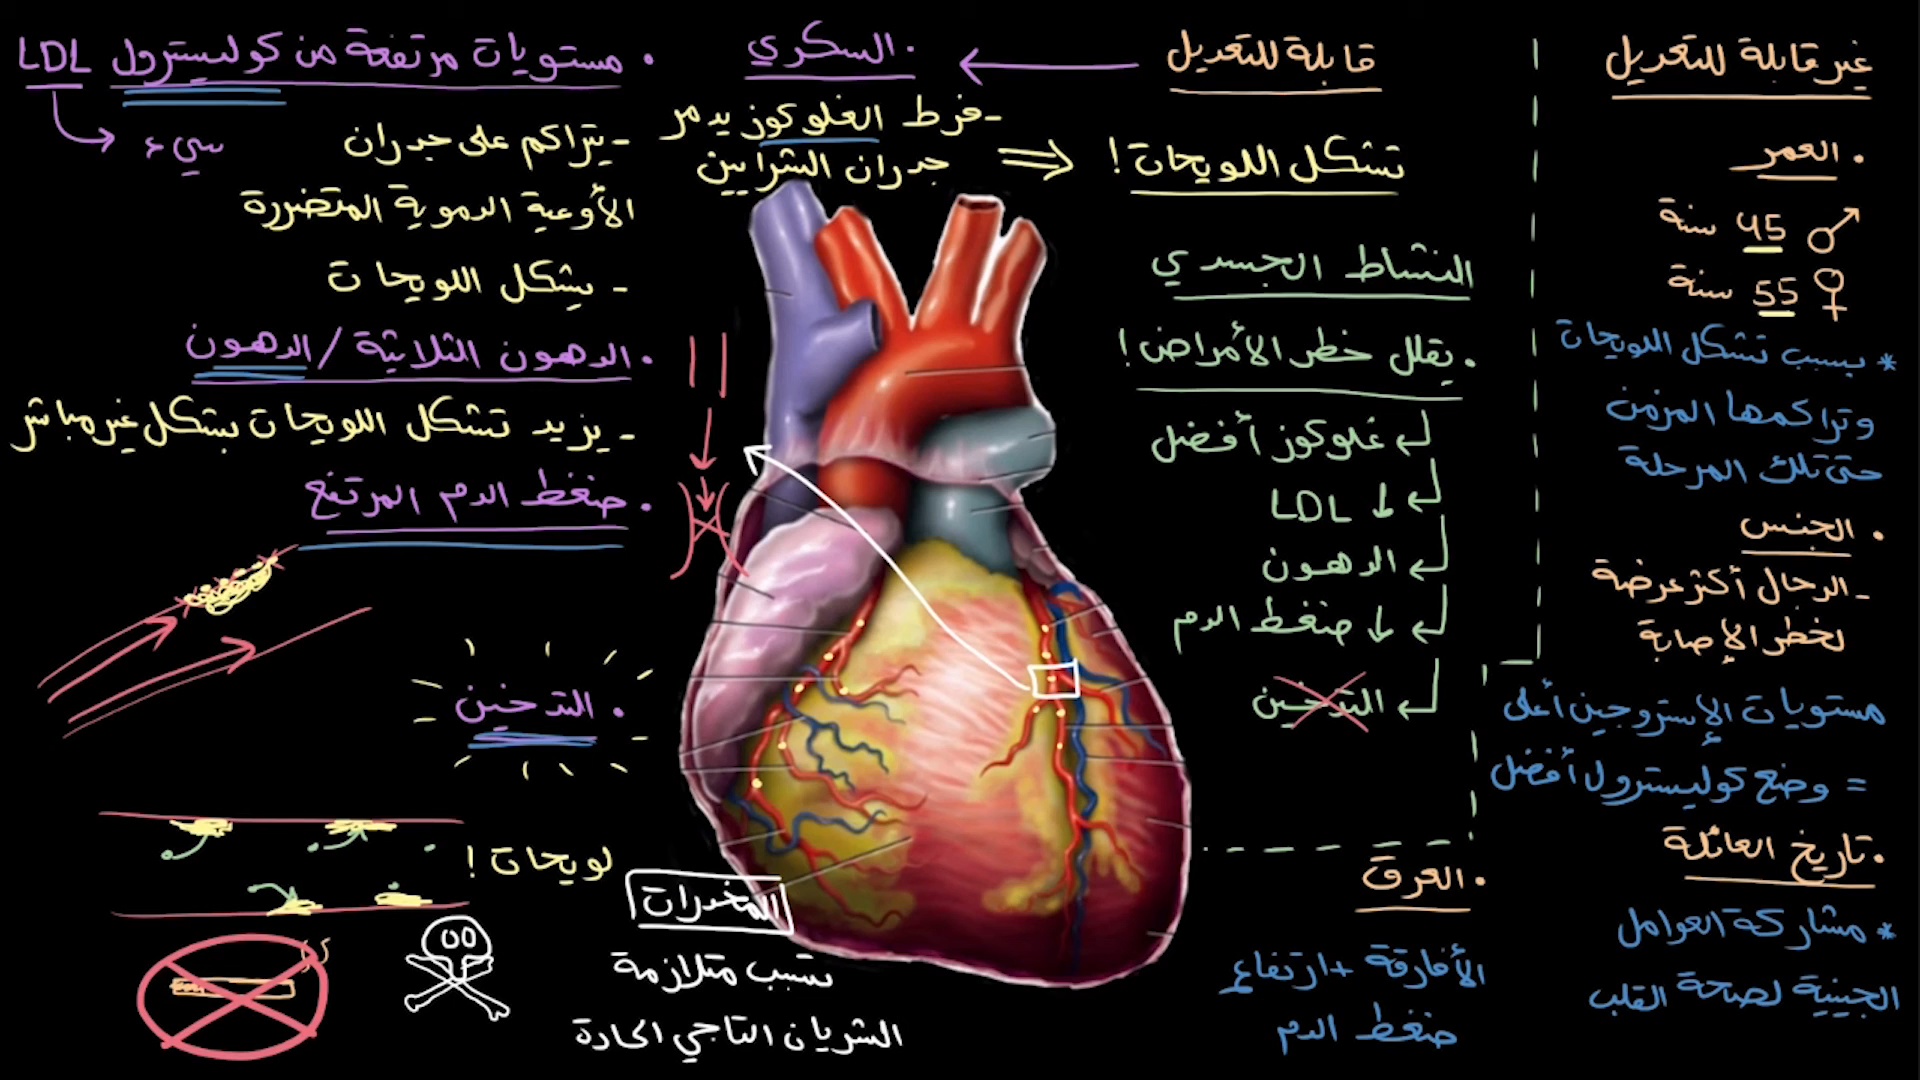 غير قابلة للتعديل
• العمر
♂ 45 سنة
♀ 55 سنة
* بسبب تشكل اللويحات
وتراكمها المزمن
حتى تلك المرحلة
• الجنس
- الرجال أكثر عرضة
لخطر الإصابة
مستويات الإستروجين أعلى
= وضع كوليسترول أفضل
• تاريخ العائلة
* مشاركة العوامل
الجينية لصحة القلب
• العرق
الأفارقة + ارتفاع
ضغط الدم
قابلة للتعديل
تشكل اللويحات!
النشاط الجسدي
• يقلل خطر الأمراض!
غلوكوز أفضل
↓ LDL
الدهون
↓ ضغط الدم
التدخين
• السكري
- فرط الغلوكوز يدمر
جدران الشرايين
• مستويات مرتفعة من كوليسترول LDL
سيء
- يتراكم على جدران
الأوعية الدموية المتضررة
- يشكل اللويحات
• الدهون الثلاثية / الدهون
- يزيد تشكل اللويحات بشكل غير مباشر
• ضغط الدم المرتفع
• التدخين
لويحات!
المخدرات
تسبب متلازمة
الشريان التاجي الحادة